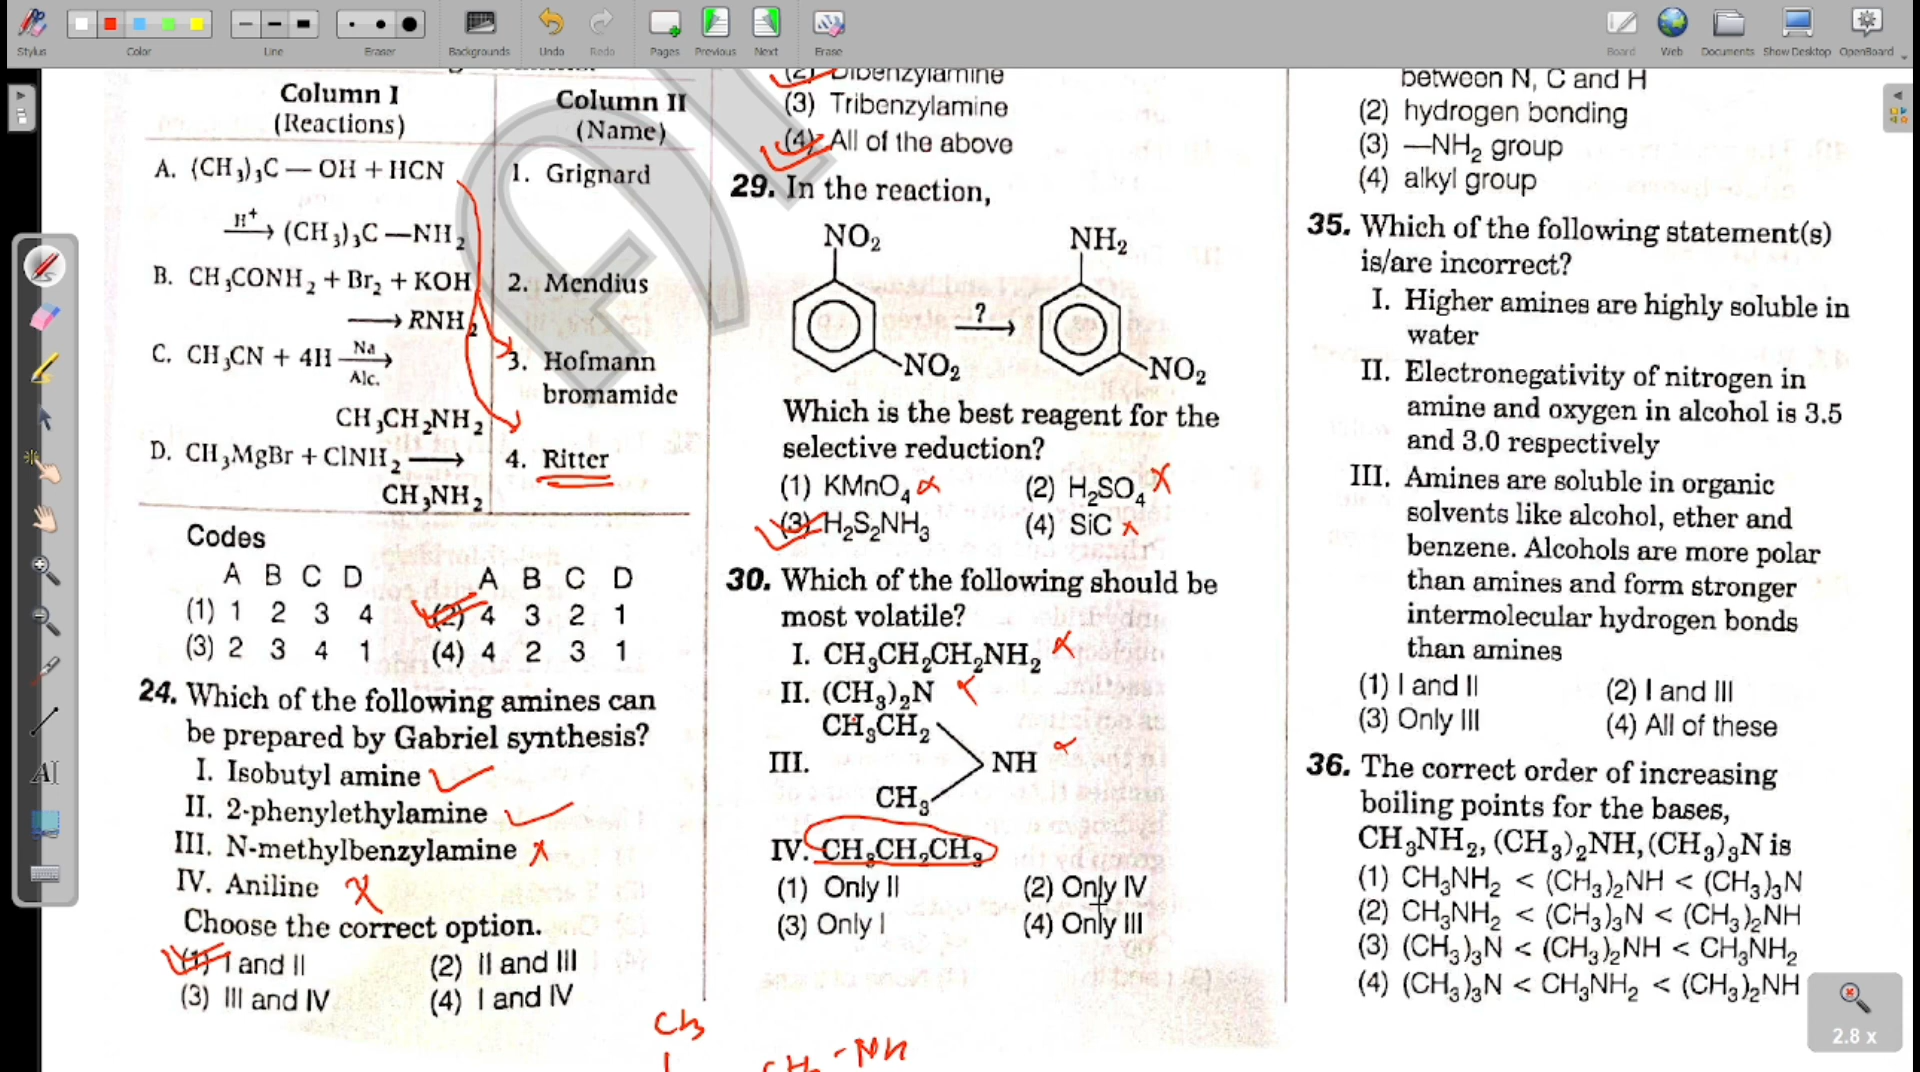 Stylus
Color
Line
Eraser
Backgrounds
Undo
Redo
Pages
Previous
Next
Erase
Board
Web
Documents
Show Desktop
OpenBoard
Column I
(Reactions)
Column II
(Name)
A. (CH₃)₃C — OH + HCN
H⁺
⟶ (CH₃)₃C —NH₂
1. Grignard
B. CH₃CONH₂ + Br₂ + KOH
⟶ RNH₂
2. Mendius
C. CH₃CN + 4H Na ⟶ Alc.
CH₃CH₂NH₂
3. Hofmann
bromamide
D. CH₃MgBr + ClNH₂ ⟶
CH₃NH₂
4. Ritter
Codes
A B C D
A B C D
(1) 1 2 3 4
(2) 4 3 2 1
(3) 2 3 4 1
(4) 4 2 3 1
24. Which of the following amines can
be prepared by Gabriel synthesis?
I. Isobutyl amine
II. 2-phenylethylamine
III. N-methylbenzylamine
IV. Aniline
Choose the correct option.
(1) I and II
(2) II and III
(3) III and IV
(4) I and IV
CH₃
(2) Dibenzylamine
(3) Tribenzylamine
(4) All of the above
29. In the reaction,
NO₂
NH₂
?
NO₂
NO₂
Which is the best reagent for the
selective reduction?
(1) KMnO₄
(2) H₂SO₄
(3) H₂S₂NH₃
(4) SiC
30. Which of the following should be
most volatile?
I. CH₃CH₂CH₂NH₂
II. (CH₃)₂N
CH₃CH₂
III.
NH
CH₃
IV. CH₃CH₂CH₃
(1) Only II
(2) Only IV
(3) Only I
(4) Only III
between N, C and H
(2) hydrogen bonding
(3) —NH₂ group
(4) alkyl group
35. Which of the following statement(s)
is/are incorrect?
I. Higher amines are highly soluble in
water
II. Electronegativity of nitrogen in
amine and oxygen in alcohol is 3.5
and 3.0 respectively
III. Amines are soluble in organic
solvents like alcohol, ether and
benzene. Alcohols are more polar
than amines and form stronger
intermolecular hydrogen bonds
than amines
(1) I and II
(2) I and III
(3) Only III
(4) All of these
36. The correct order of increasing
boiling points for the bases,
CH₃NH₂, (CH₃)₂NH, (CH₃)₃N is
(1) CH₃NH₂ < (CH₃)₂NH < (CH₃)₃N
(2) CH₃NH₂ < (CH₃)₃N < (CH₃)₂NH
(3) (CH₃)₃N < (CH₃)₂NH < CH₃NH₂
(4) (CH₃)₃N < CH₃NH₂ < (CH₃)₂NH
2.8 x